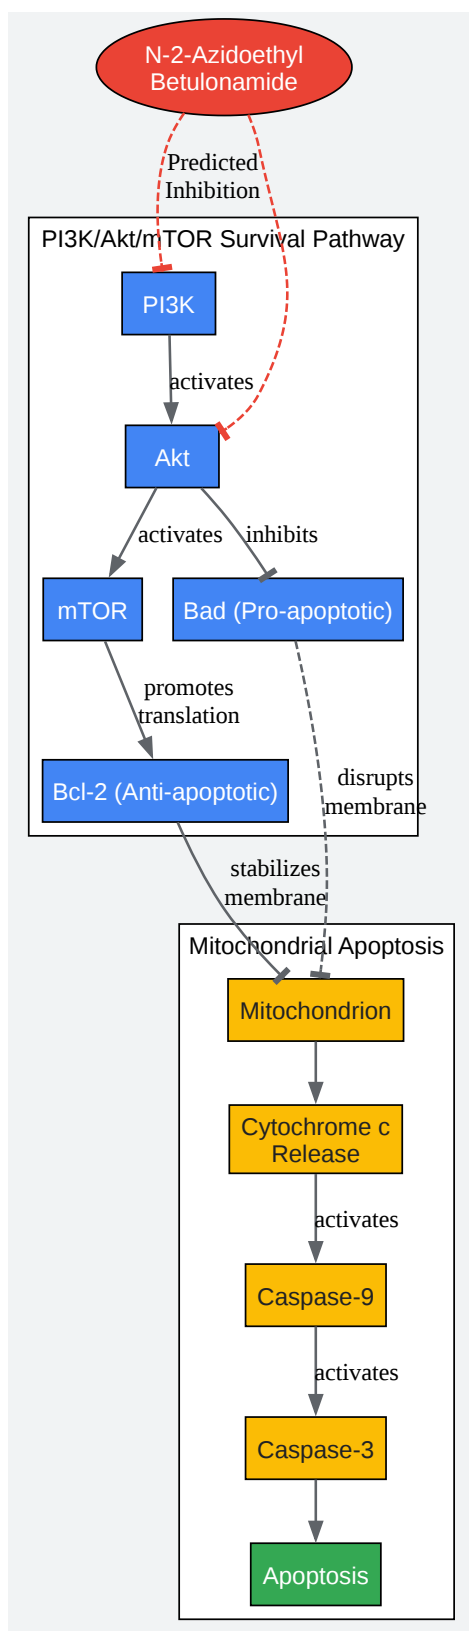 N-2-Azidoethyl
Betulonamide
Predicted
Inhibition
PI3K/Akt/mTOR Survival Pathway
PI3K
activates
Akt
activates
inhibits
mTOR
Bad (Pro-apoptotic)
promotes
translation
Bcl-2 (Anti-apoptotic)
disrupts
membrane
stabilizes
membrane
Mitochondrial Apoptosis
Mitochondrion
Cytochrome c
Release
activates
Caspase-9
activates
Caspase-3
Apoptosis